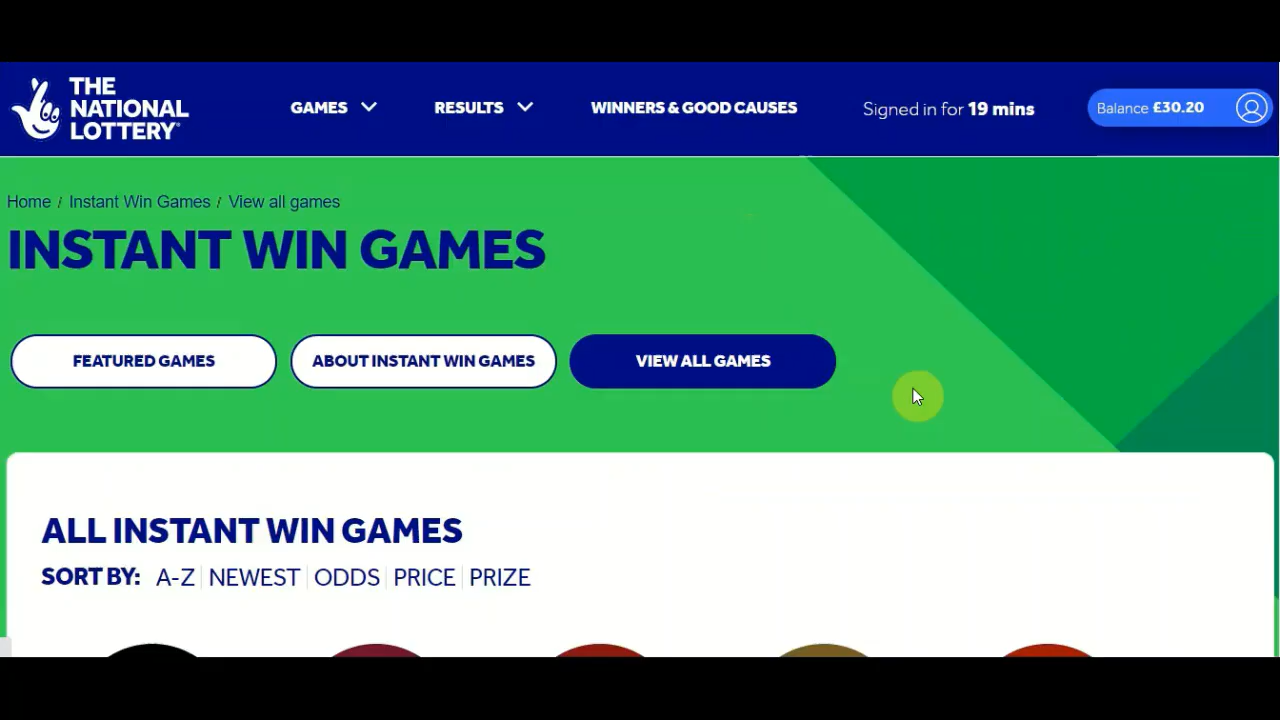 THE
NATIONAL
LOTTERY®
GAMES
RESULTS
WINNERS & GOOD CAUSES
Signed in for 19 mins
Balance £30.20
Home / Instant Win Games / View all games
INSTANT WIN GAMES
FEATURED GAMES
ABOUT INSTANT WIN GAMES
VIEW ALL GAMES
ALL INSTANT WIN GAMES
SORT BY: A-Z NEWEST ODDS PRICE PRIZE